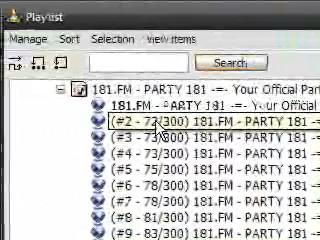 Playlist
Manage Sort Selection View items
Search
181.FM - PARTY 181 -=- Your Official Part
181.FM - PARTY 181 -=- Your Official
(#2 - 72/300) 181.FM - PARTY 181 -=
(#3 - 73/300) 181.FM - PARTY 181 -=
(#4 - 73/300) 181.FM - PARTY 181 -=
(#5 - 75/300) 181.FM - PARTY 181 -=
(#6 - 78/300) 181.FM - PARTY 181 -=
(#7 - 78/300) 181.FM - PARTY 181 -=
(#8 - 81/300) 181.FM - PARTY 181 -=
(#9 - 83/300) 181.FM - PARTY 181 -=